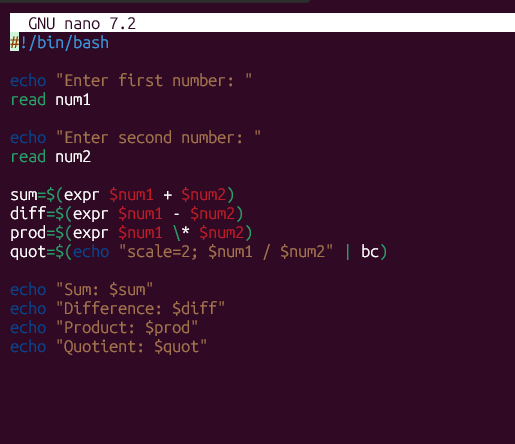 GNU nano 7.2
#!/bin/bash
echo "Enter first number: "
read num1
echo "Enter second number: "
read num2
sum=$(expr $num1 + $num2)
diff=$(expr $num1 - $num2)
prod=$(expr $num1 \* $num2)
quot=$(echo "scale=2; $num1 / $num2" | bc)
echo "Sum: $sum"
echo "Difference: $diff"
echo "Product: $prod"
echo "Quotient: $quot"